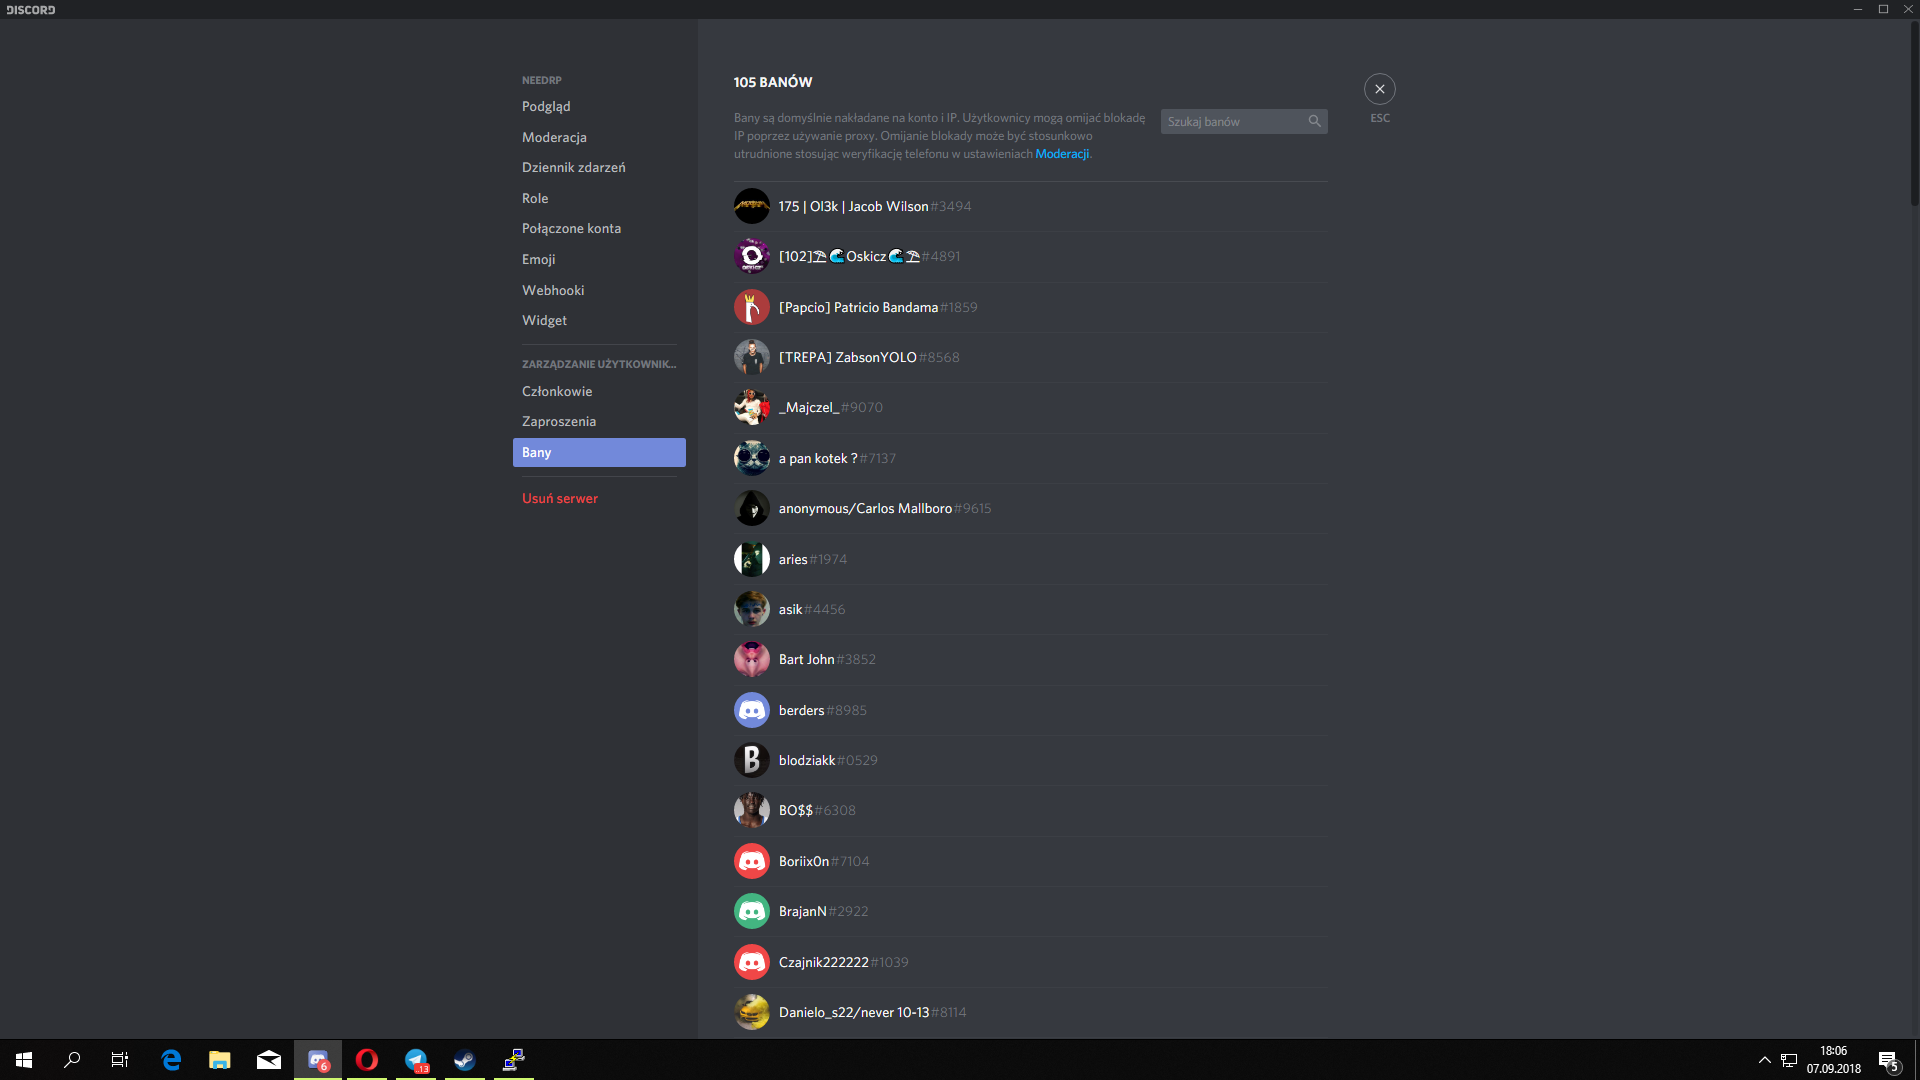 DISCORD
NEEDRP
Podgląd
Moderacja
Dziennik zdarzeń
Role
Połączone konta
Emoji
Webhooki
Widget
ZARZĄDZANIE UŻYTKOWNIK...
Członkowie
Zaproszenia
Bany
Usuń serwer
105 BANÓW
Bany są domyślnie nakładane na konto i IP. Użytkownicy mogą omijać blokadę
IP poprzez używanie proxy. Omijanie blokady może być stosunkowo
utrudnione stosując weryfikację telefonu w ustawieniach Moderacji.
Szukaj banów
ESC
175 | Ol3k | Jacob Wilson#3494
[102]⛱🌊Oskicz🌊⛱#4891
[Papcio] Patricio Bandama#1859
[TREPA] ZabsonYOLO#8568
_Majczel_#9070
a pan kotek ?#7137
anonymous/Carlos Mallboro#9615
aries#1974
asik#4456
Bart John#3852
berders#8985
B
blodziakk#0529
BO$$#6308
Boriix0n#7104
BrajanN#2922
Czajnik222222#1039
Danielo_s22/never 10-13#8114
6
..13
18:06
07.09.2018
5